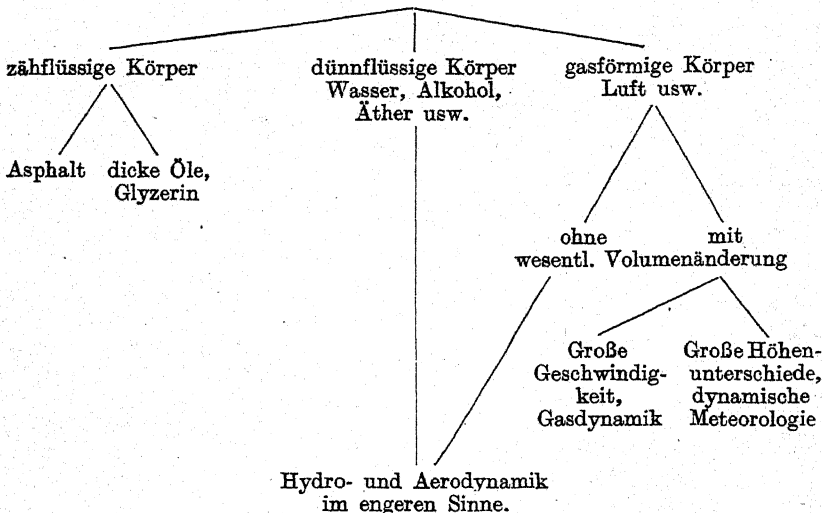 zähflüssige Körper
dünnflüssige Körper
Wasser, Alkohol,
Äther usw.
gasförmige Körper
Luft usw.
Asphalt
dicke Öle,
Glyzerin
ohne mit
wesentl. Volumenänderung
Große
Geschwindig-
keit,
Gasdynamik
Große Höhen-
unterschiede,
dynamische
Meteorologie
Hydro- und Aerodynamik
im engeren Sinne.